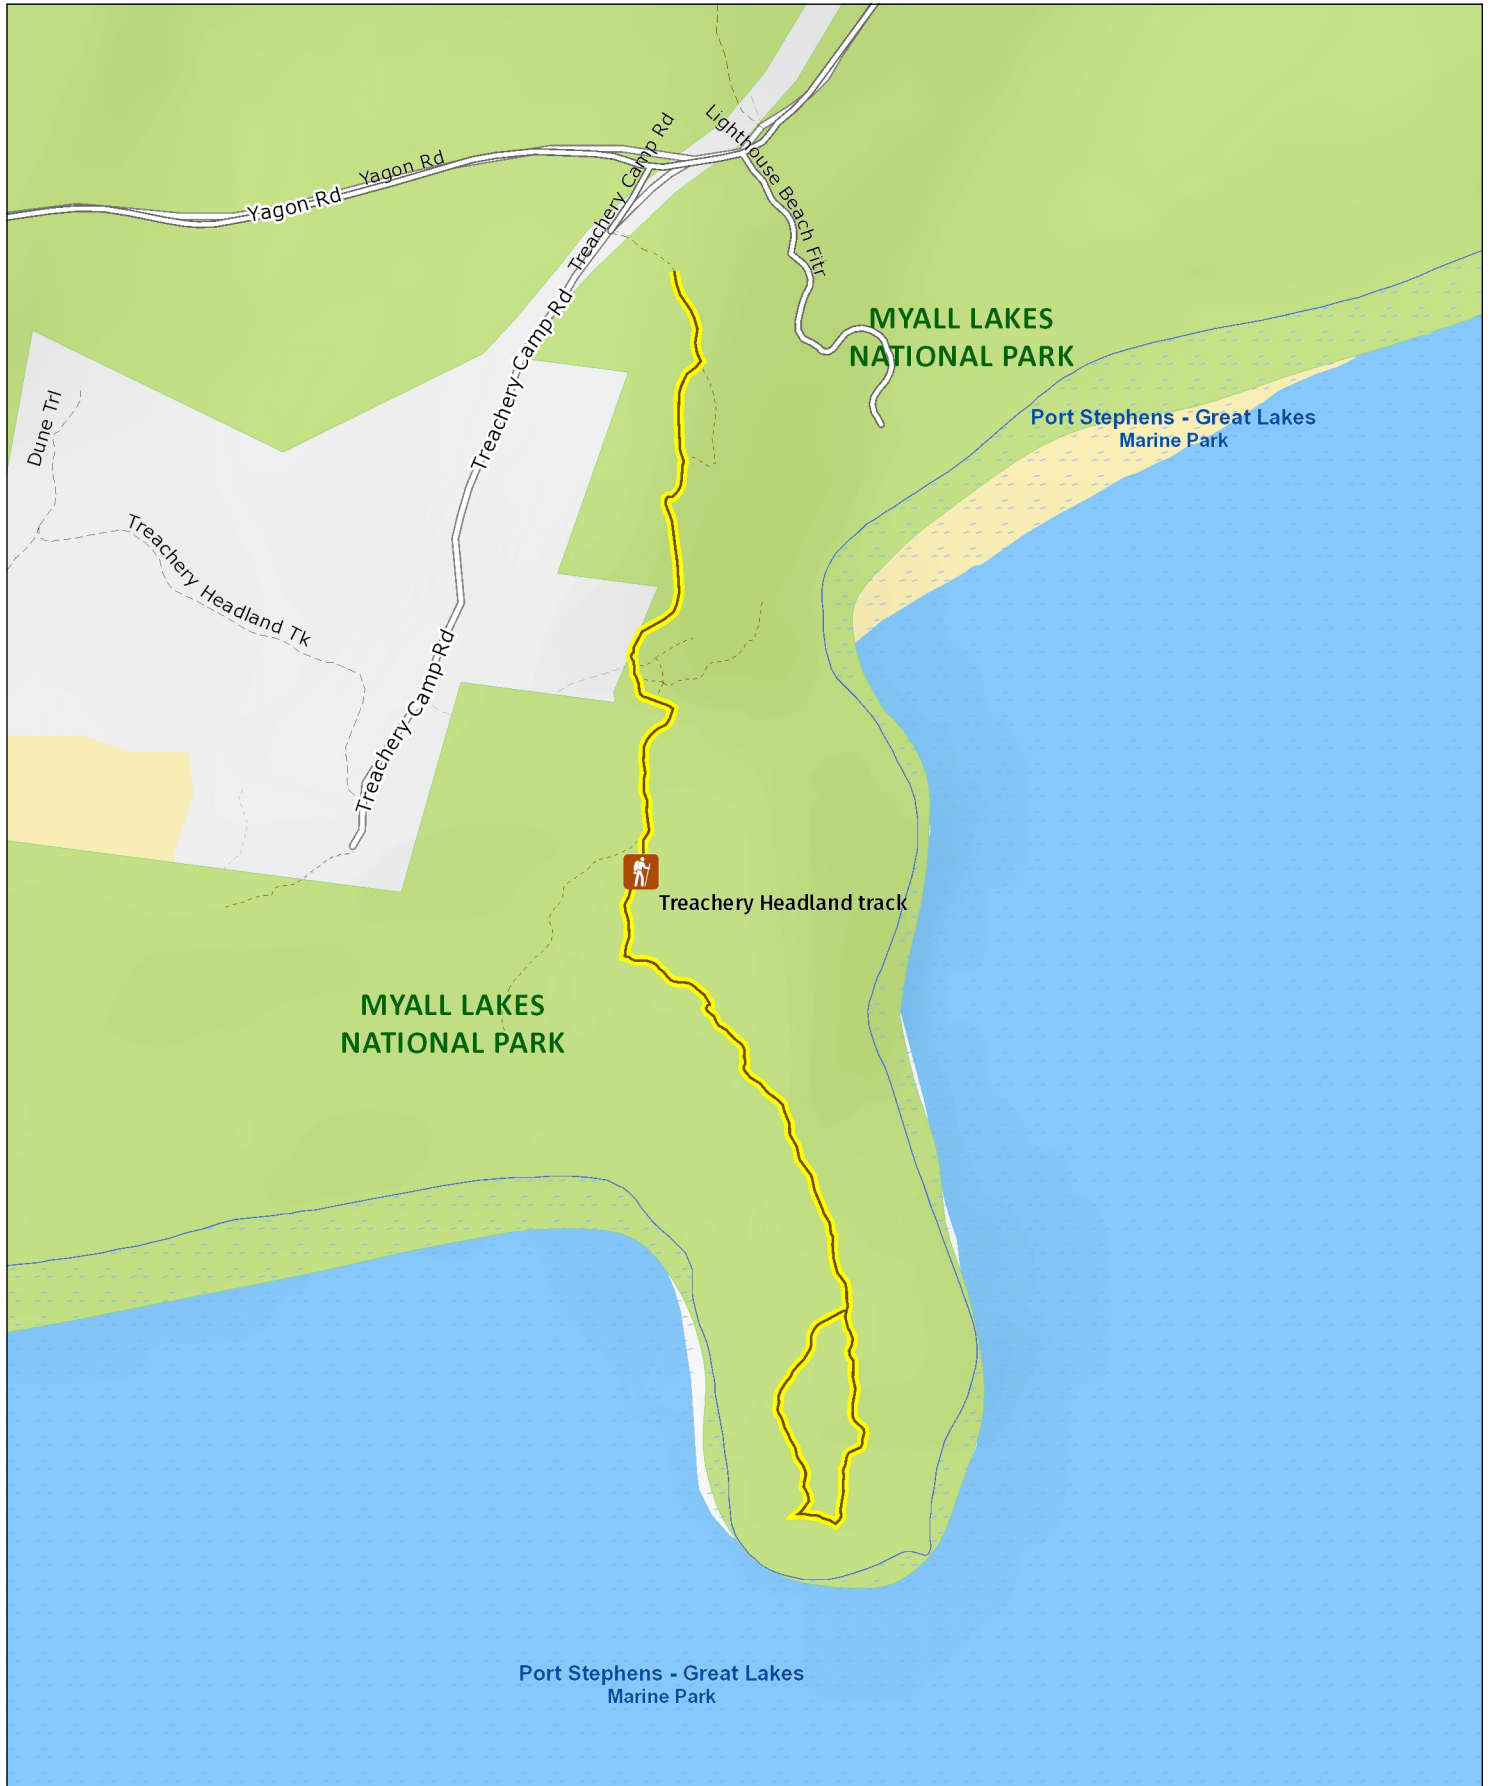 Lighthouse Beach Fitr
Treachery Camp Rd
Yagon Rd
Yagon Rd
Treachery-Camp-Rd
MYALL LAKES
NATIONAL PARK
Dune Trl
Port Stephens - Great Lakes
Marine Park
Treachery Headland Tk
Treachery-Camp-Rd
Treachery Headland track
MYALL LAKES
NATIONAL PARK
Port Stephens - Great Lakes
Marine Park